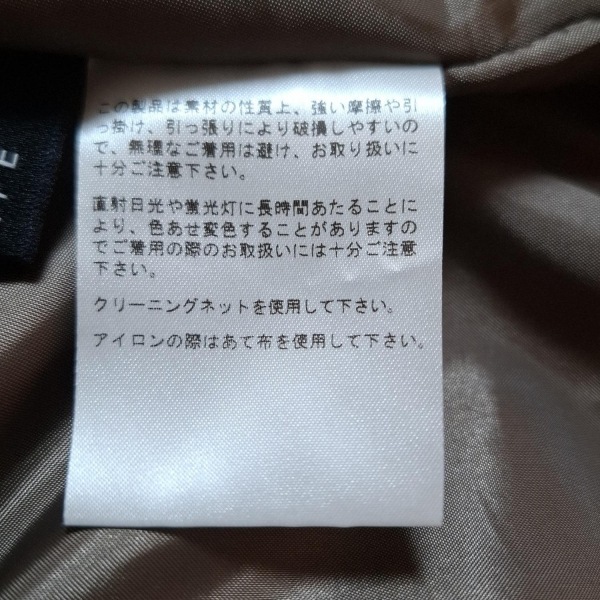 この製品は素材の性質上、強い摩擦や引
っ掛け、引っ張りにより破損しやすいの
で、無理なご着用は避け、お取り扱いに
十分ご注意下さい。
直射日光や蛍光灯に長時間あたることに
より、色あせ変色することがありますの
でご着用の際のお取扱いには十分ご注意
下さい。
クリーニングネットを使用して下さい。
アイロンの際はあて布を使用して下さい。